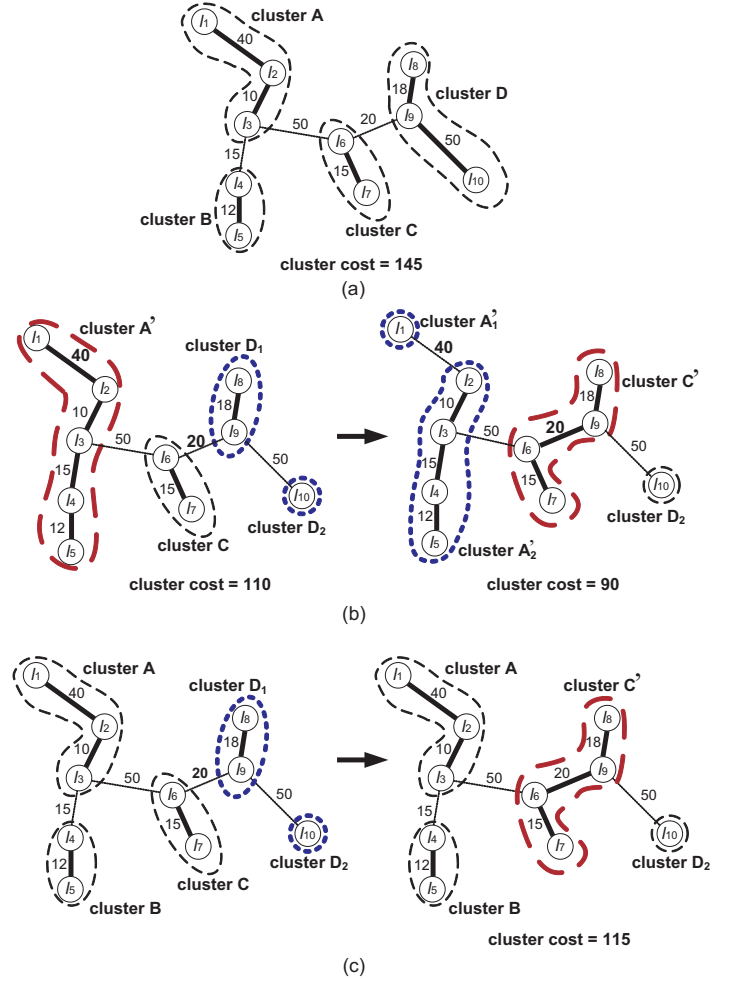 cluster A
l1
40
l2
l8
10
18
cluster D
l3
50
20
l9
l6
50
15
15
l10
l4
l7
12
cluster B
cluster C
l5
cluster cost = 145
(a)
cluster A'
l1
40
l2
cluster D1
l8
10
18
l3
50
20
l9
l6
15
50
15
l4
l10
l7
12
cluster D2
cluster C
l5
cluster cost = 110
l1
cluster A'1
40
l2
l8
cluster C'
10
18
l3
50
20
l9
l6
50
15
15
l10
l4
l7
12
cluster D2
l5
cluster A'2
cluster cost = 90
(b)
cluster A
l1
40
cluster D1
l2
l8
10
18
l3
50
20
l9
l6
15
50
15
l4
l10
l7
12
cluster D2
cluster C
l5
cluster B
cluster A
l1
40
cluster C'
l2
l8
10
18
l3
50
20
l9
l6
15
50
15
l4
l10
l7
12
cluster D2
l5
cluster B
cluster cost = 115
(c)